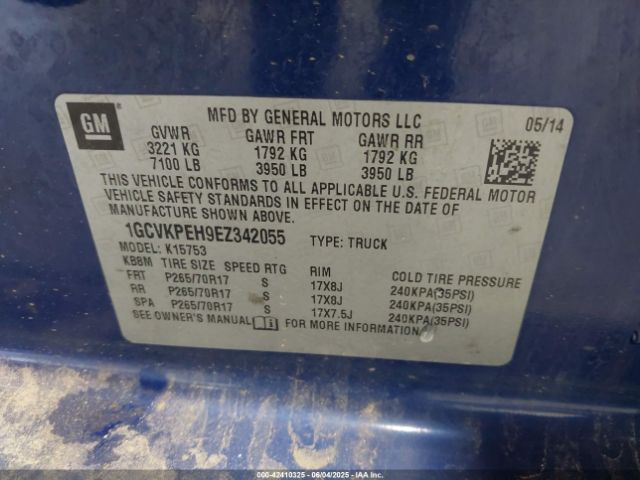 GM
MFD BY GENERAL MOTORS LLC 05/14
GVWR GAWR FRT GAWR RR
3221 KG 1792 KG 1792 KG
7100 LB 3950 LB 3950 LB
THIS VEHICLE CONFORMS TO ALL APPLICABLE U.S. FEDERAL MOTOR
VEHICLE SAFETY STANDARDS IN EFFECT ON THE DATE OF
MANUFACTURE SHOWN ABOVE.
1GCVKPEH9EZ342055 TYPE: TRUCK
MODEL: K15753
KB8M TIRE SIZE SPEED RTG RIM COLD TIRE PRESSURE
FRT P265/70R17 S 17X8J 240KPA(35PSI)
RR P265/70R17 S 17X8J 240KPA(35PSI)
SPA P265/70R17 S 17X7.5J 240KPA(35PSI)
SEE OWNER'S MANUAL FOR MORE INFORMATION
000-42410325 - 06/04/2025 - IAA Inc.